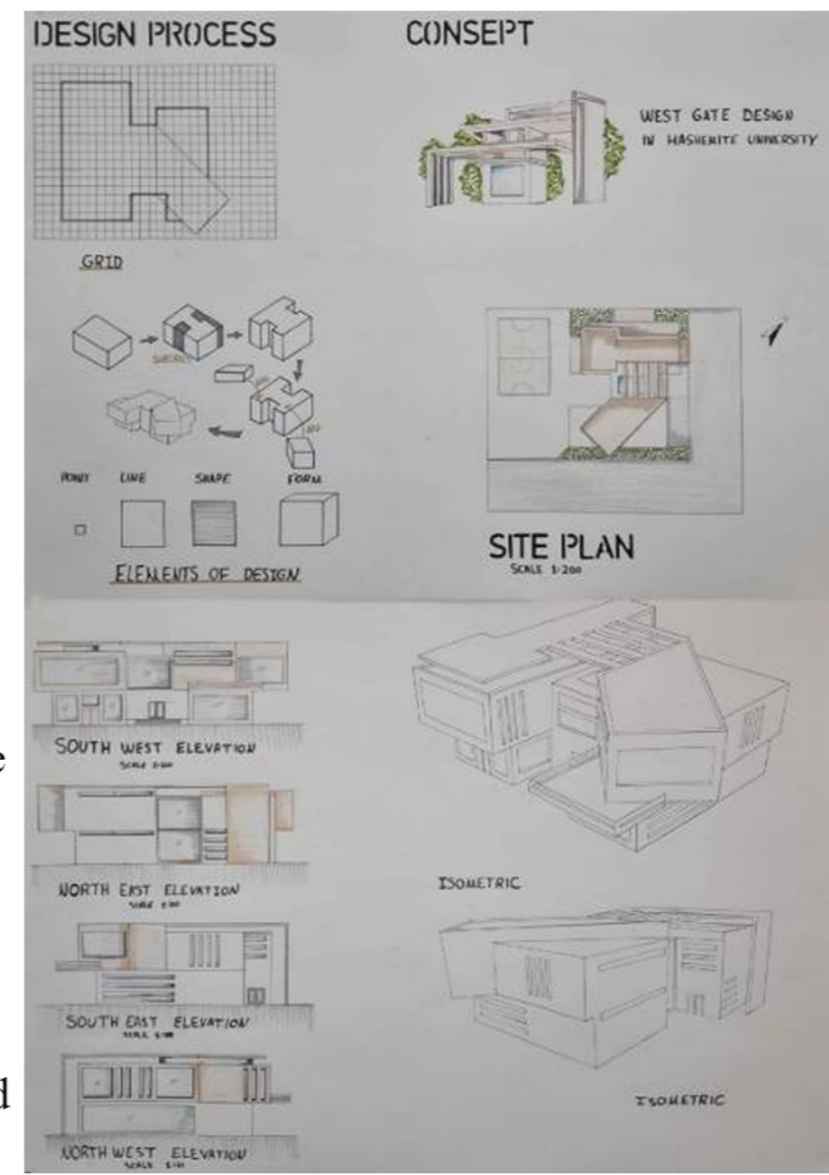 DESIGN PROCESS
CONSEPT
WEST GATE DESIGN
IN HASHEMITE UNIVERSITY
GRID
POINT LINE SHAPE FORM
ELEMENTS OF DESIGN
SITE PLAN
SCALE 1:200
SOUTH WEST ELEVATION
NORTH EAST ELEVATION
SOUTH EAST ELEVATION
NORTH WEST ELEVATION
ISOMETRIC
ISOMETRIC
e
d